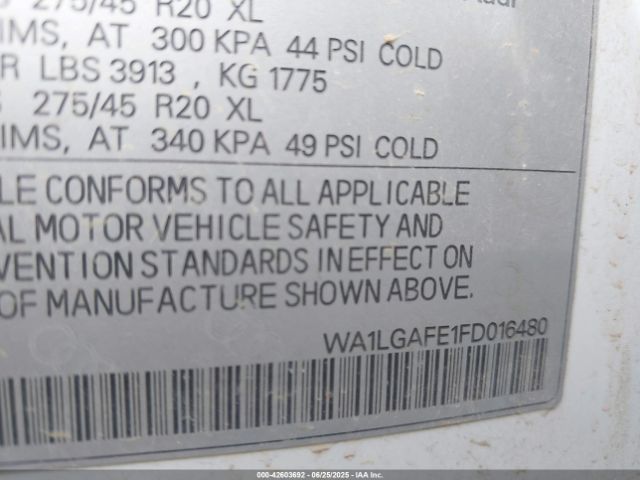 275/45 R20 XL
IMS, AT 300 KPA 44 PSI COLD
R LBS 3913 , KG 1775
275/45 R20 XL
IMS, AT 340 KPA 49 PSI COLD
LE CONFORMS TO ALL APPLICABLE
AL MOTOR VEHICLE SAFETY AND
VENTION STANDARDS IN EFFECT ON
OF MANUFACTURE SHOWN ABOVE.
WA1LGAFE1FD016480
000-42603692 - 06/25/2025 - IAA, LLC Copyright